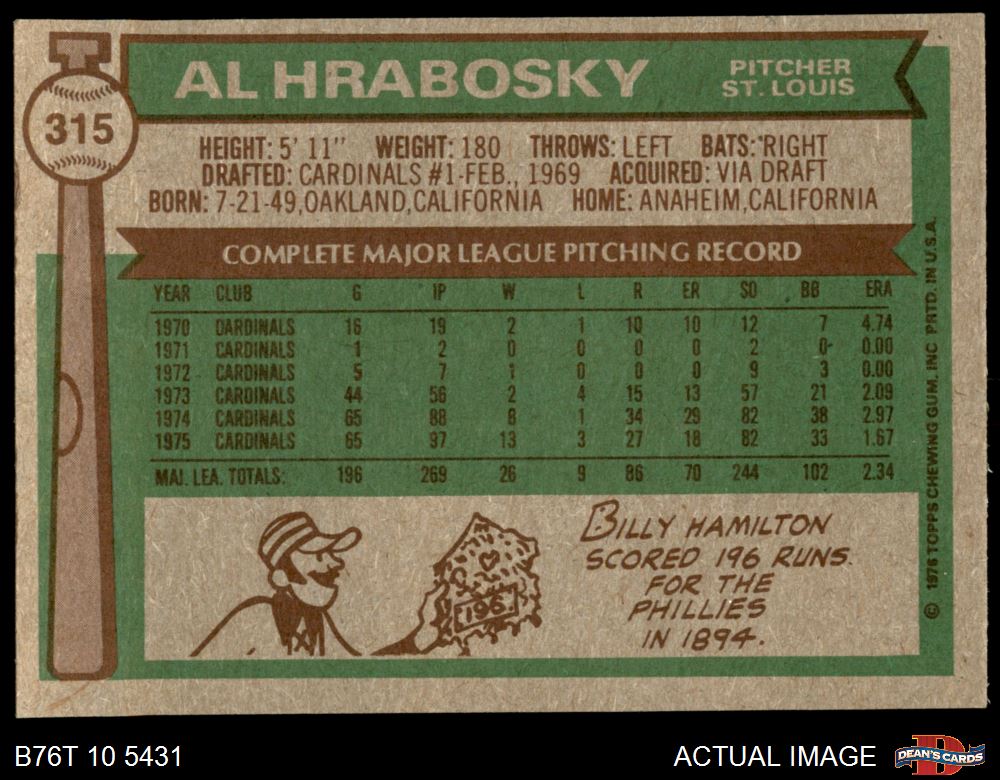 315
AL HRABOSKY
PITCHER
ST. LOUIS
HEIGHT: 5' 11" WEIGHT: 180 THROWS: LEFT BATS: RIGHT
DRAFTED: CARDINALS #1-FEB., 1969 ACQUIRED: VIA DRAFT
BORN: 7-21-49, OAKLAND, CALIFORNIA HOME: ANAHEIM, CALIFORNIA
COMPLETE MAJOR LEAGUE PITCHING RECORD
YEAR CLUB G IP W L R ER SO BB ERA
1970 CARDINALS 16 19 2 1 10 10 12 7 4.74
1971 CARDINALS 1 2 0 0 0 0 2 0 0.00
1972 CARDINALS 5 7 1 0 0 0 9 3 0.00
1973 CARDINALS 44 56 2 4 15 13 57 21 2.09
1974 CARDINALS 65 88 8 1 34 29 82 38 2.97
1975 CARDINALS 65 97 13 3 27 18 82 33 1.67
MAJ. LEA. TOTALS: 196 269 26 9 86 70 244 102 2.34
196
BILLY HAMILTON
SCORED 196 RUNS
FOR THE
PHILLIES
IN 1894.
© 1976 TOPPS CHEWING GUM, INC PRTD. IN U.S.A.
B76T 10 5431
ACTUAL IMAGE
D
DEAN'S CARDS